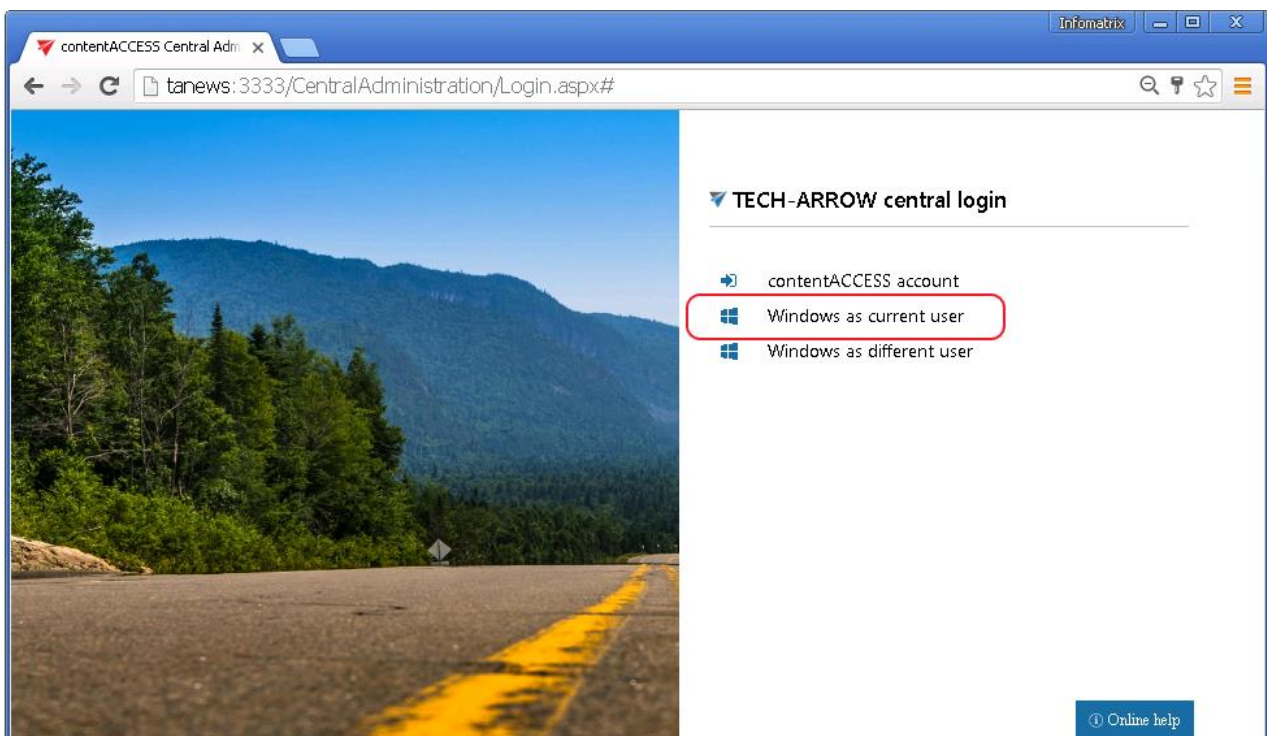 Infomatrix
contentACCESS Central Adm
tanews:3333/CentralAdministration/Login.aspx#
TECH-ARROW central login
contentACCESS account
Windows as current user
Windows as different user
Online help